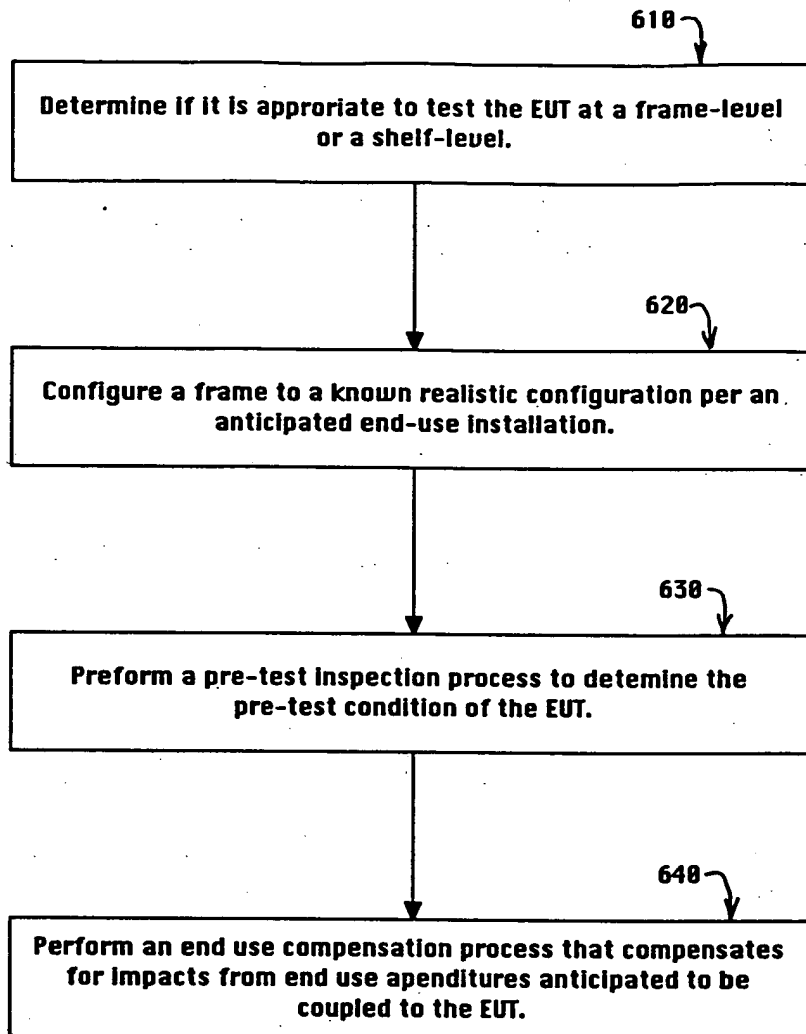 610
Determine if it is approriate to test the EUT at a frame-level
or a shelf-level.
620
Configure a frame to a known realistic configuration per an
anticipated end-use installation.
630
Preform a pre-test inspection process to detemine the
pre-test condition of the EUT.
640
Perform an end use compensation process that compensates
for impacts from end use apenditures anticipated to be
coupled to the EUT.